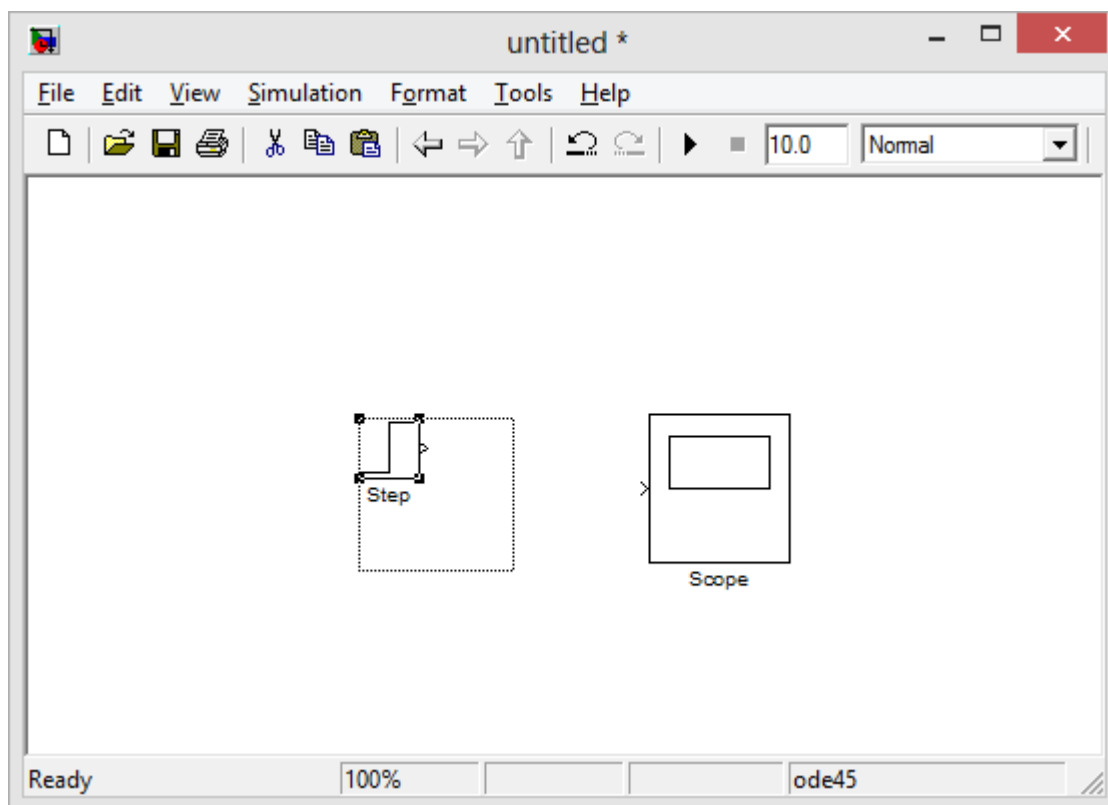 untitled *
File Edit View Simulation Format Tools Help
10.0 Normal
Step
Scope
Ready 100% ode45